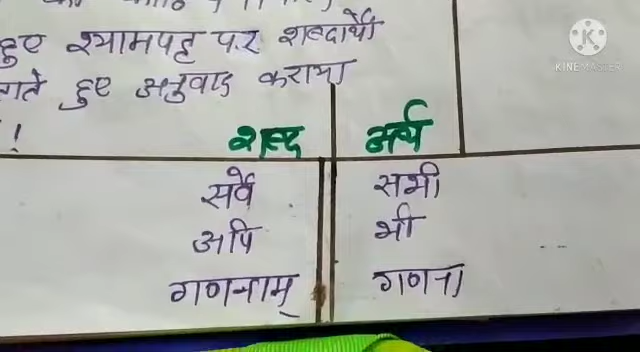 हुए श्यामपट्ट पर शब्दार्थो
हुए अनुवाद कराया
!
शब्द अर्थ
सर्वे सभी
अपि भी
गणनाम् गणना
KINEMASTER